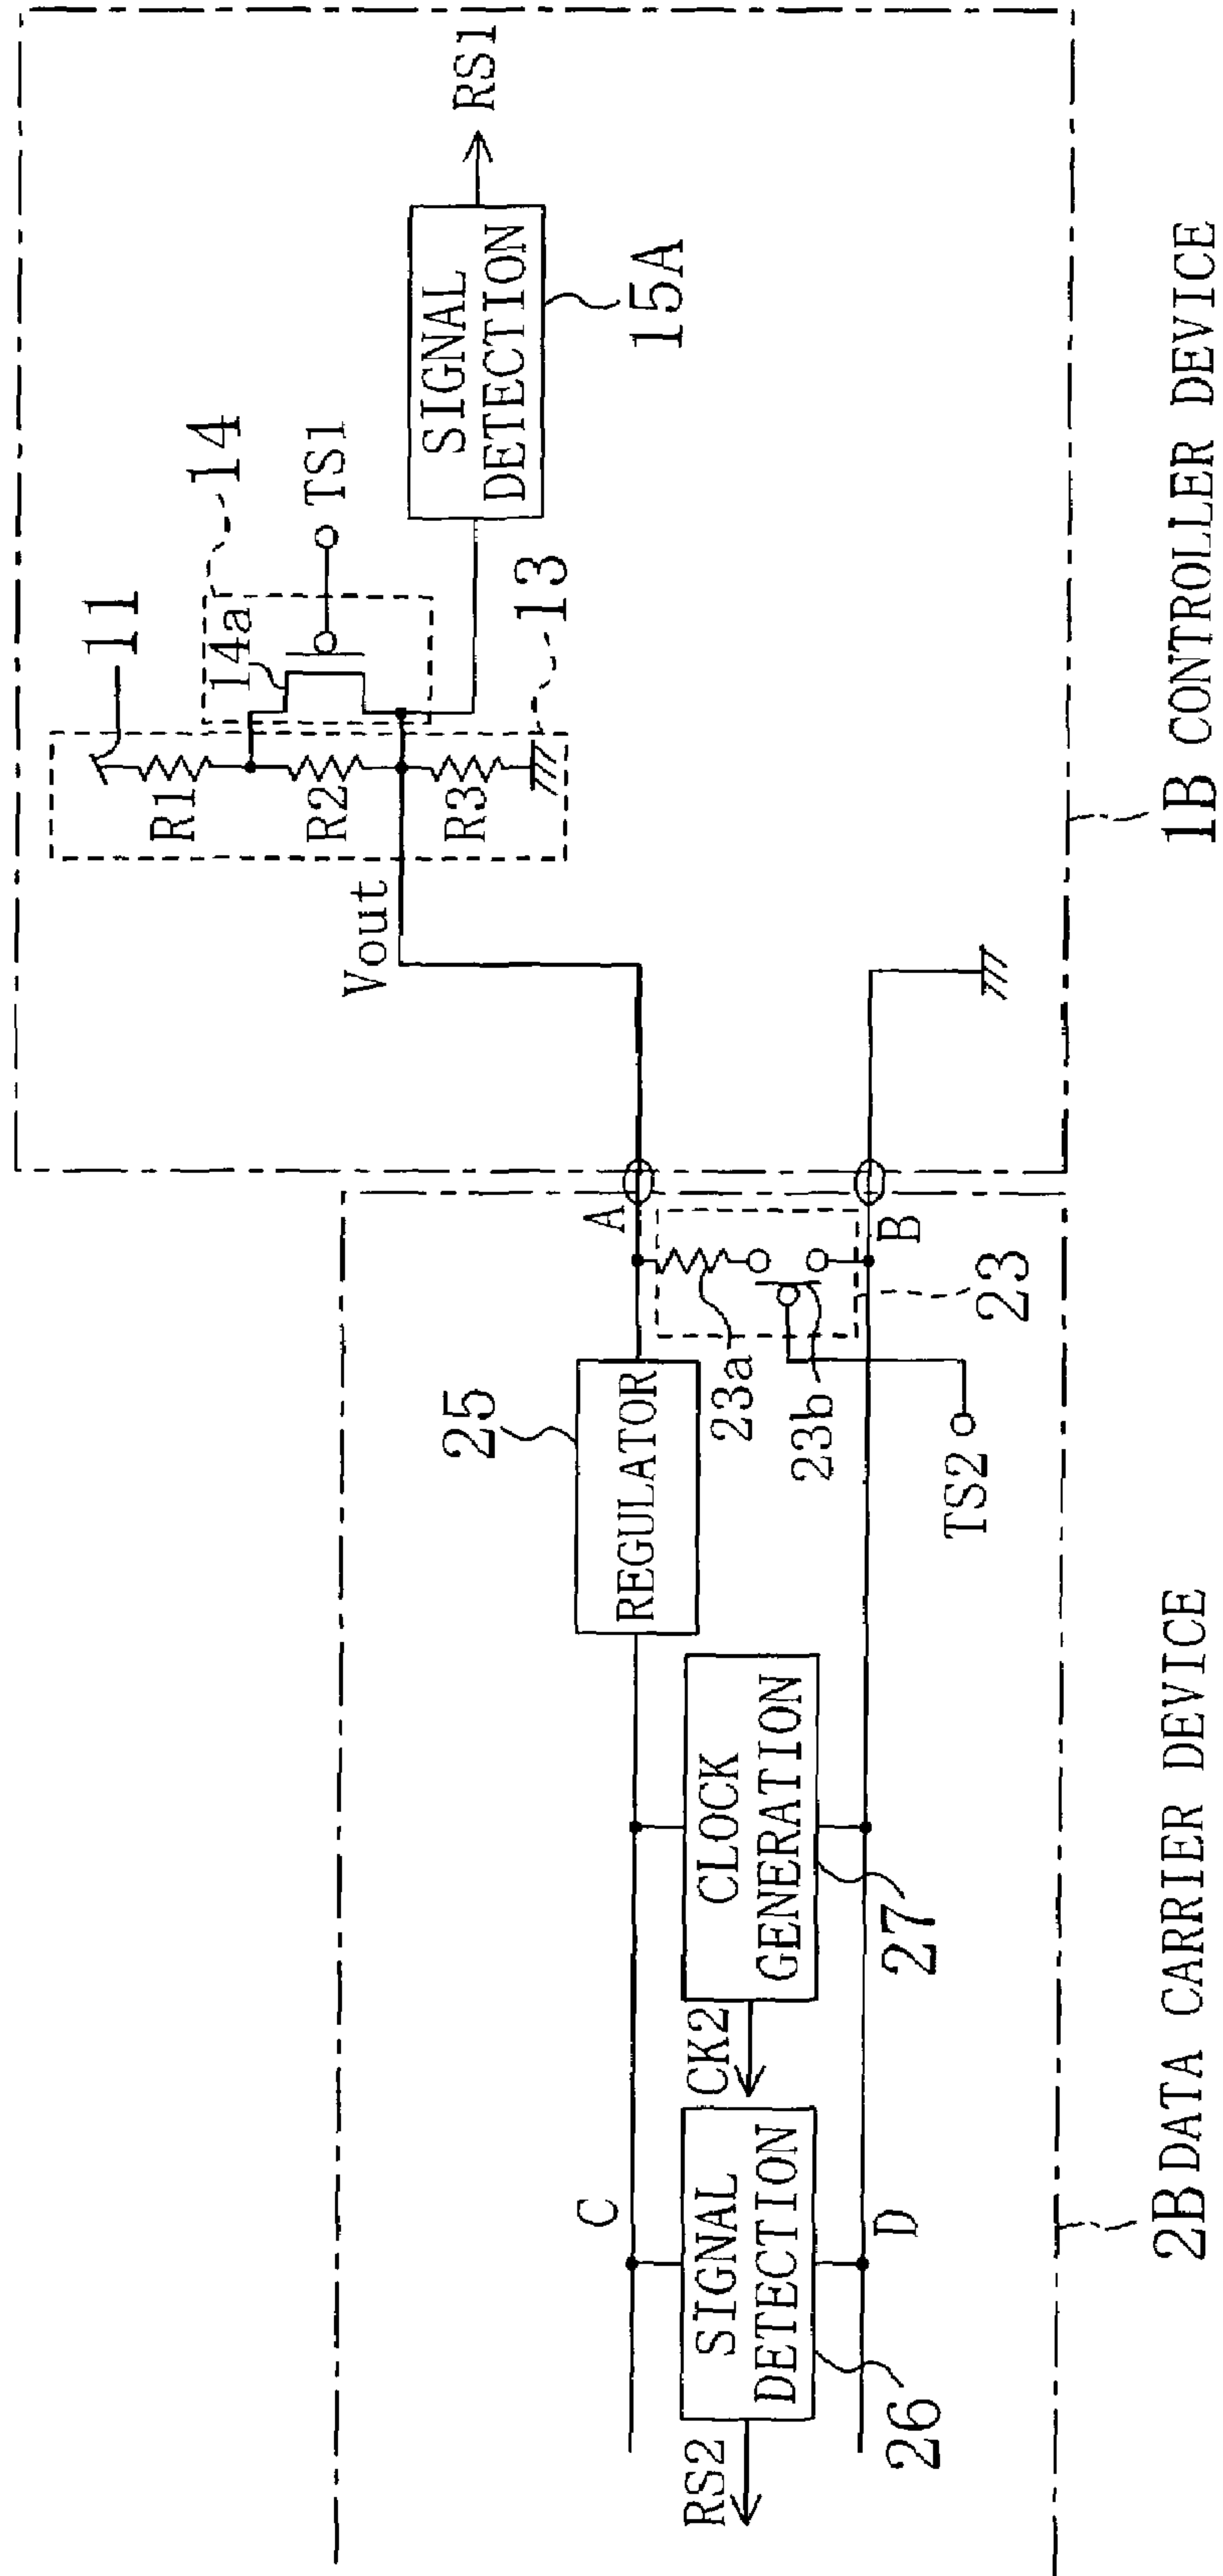 11
R1
R2
R3
14a
14
TS1
13
Vout
SIGNAL
DETECTION
15A
RS1
1B CONTROLLER DEVICE
A
B
23a
23b
23
TS2
25
REGULATOR
CLOCK
GENERATION
27
CK2
C
D
SIGNAL
DETECTION
26
RS2
2B DATA CARRIER DEVICE